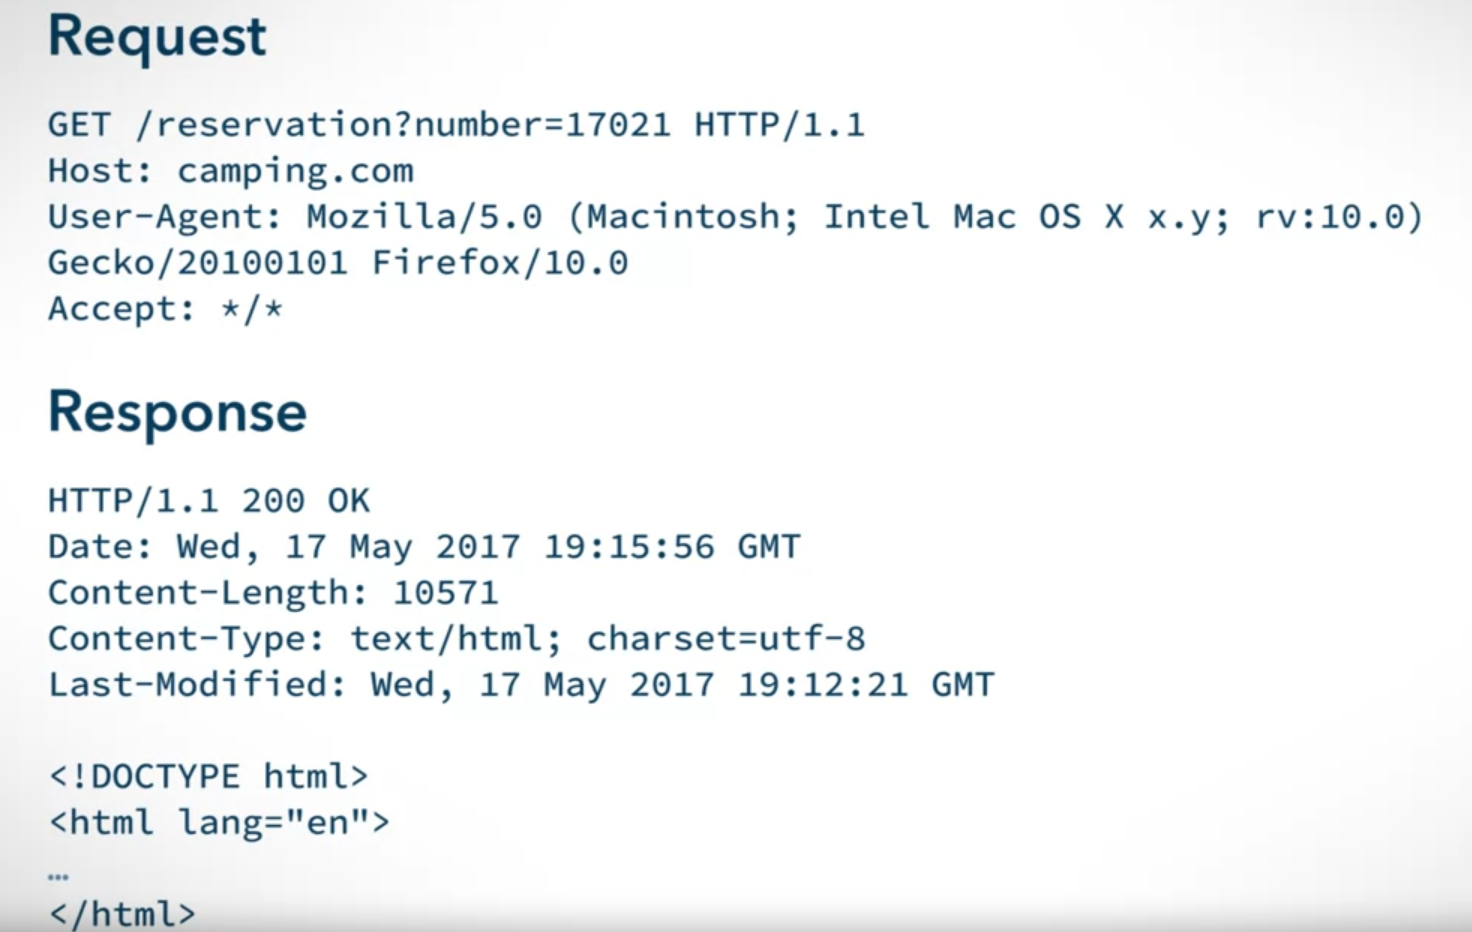 Request
GET /reservation?number=17021 HTTP/1.1
Host: camping.com
User-Agent: Mozilla/5.0 (Macintosh; Intel Mac OS X x.y; rv:10.0)
Gecko/20100101 Firefox/10.0
Accept: */*
Response
HTTP/1.1 200 OK
Date: Wed, 17 May 2017 19:15:56 GMT
Content-Length: 10571
Content-Type: text/html; charset=utf-8
Last-Modified: Wed, 17 May 2017 19:12:21 GMT
<!DOCTYPE html>
<html lang="en">
…
</html>